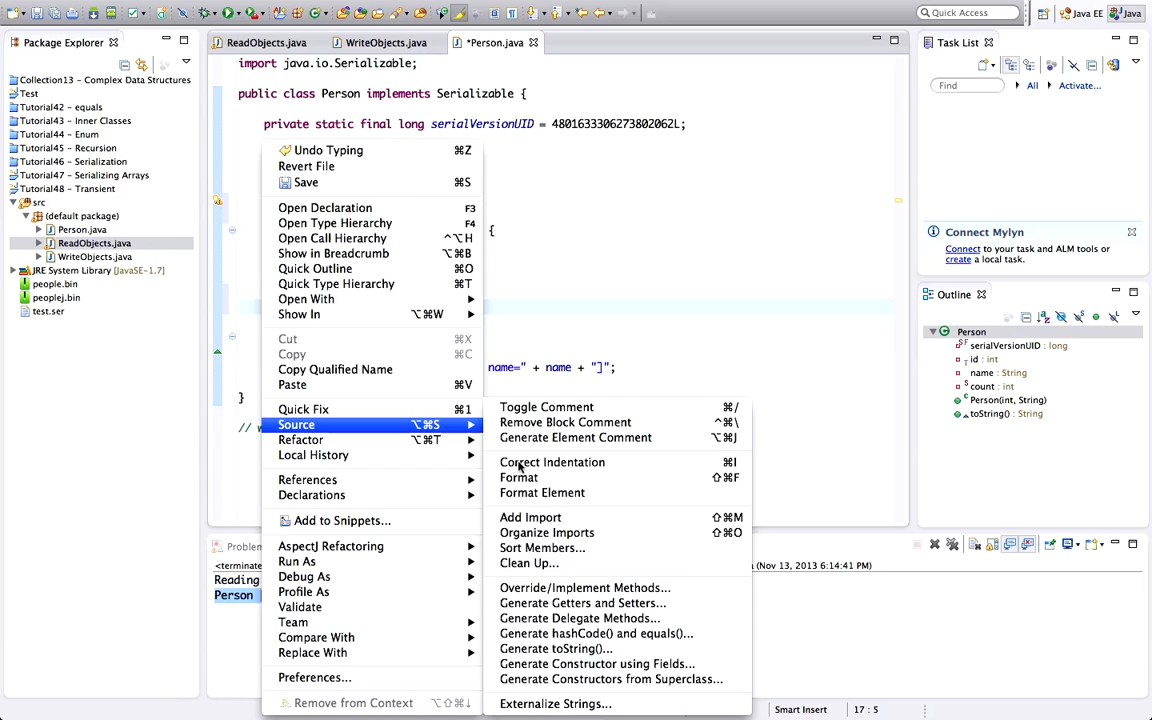 Quick Access
Java EE
Java
Package Explorer
Collection13 - Complex Data Structures
Test
Tutorial42 - equals
Tutorial43 - Inner Classes
Tutorial44 - Enum
Tutorial45 - Recursion
Tutorial46 - Serialization
Tutorial47 - Serializing Arrays
Tutorial48 - Transient
src
(default package)
Person.java
ReadObjects.java
WriteObjects.java
JRE System Library [JavaSE-1.7]
people.bin
peoplej.bin
test.ser
ReadObjects.java
WriteObjects.java
*Person.java
import java.io.Serializable;
public class Person implements Serializable {
private static final long serialVersionUID = 4801633306273802062L;
{
name=" + name + "]";
}
//
Undo Typing ⌘Z
Revert File
Save ⌘S
Open Declaration F3
Open Type Hierarchy F4
Open Call Hierarchy ^⌥H
Show in Breadcrumb ⌥⌘B
Quick Outline ⌘O
Quick Type Hierarchy ⌘T
Open With
Show In ⌥⌘W
Cut ⌘X
Copy ⌘C
Copy Qualified Name
Paste ⌘V
Quick Fix ⌘1
Source ⌥⌘S
Refactor ⌥⌘T
Local History
References
Declarations
Add to Snippets...
AspectJ Refactoring
Run As
Debug As
Profile As
Validate
Team
Compare With
Replace With
Preferences...
Remove from Context ⌥⇧⌘↓
Toggle Comment ⌘/
Remove Block Comment ^⌘\
Generate Element Comment ⌥⌘J
Correct Indentation ⌘I
Format ⇧⌘F
Format Element
Add Import ⇧⌘M
Organize Imports ⇧⌘O
Sort Members...
Clean Up...
Override/Implement Methods...
Generate Getters and Setters...
Generate Delegate Methods...
Generate hashCode() and equals()...
Generate toString()...
Generate Constructor using Fields...
Generate Constructors from Superclass...
Externalize Strings...
Task List
Find
All
Activate...
Connect Mylyn
Connect to your task and ALM tools or
create a local task.
Outline
Person
serialVersionUID : long
id : int
name : String
count : int
Person(int, String)
toString() : String
(Nov 13, 2013 6:14:41 PM)
Reading
Person
Smart Insert
17 : 5